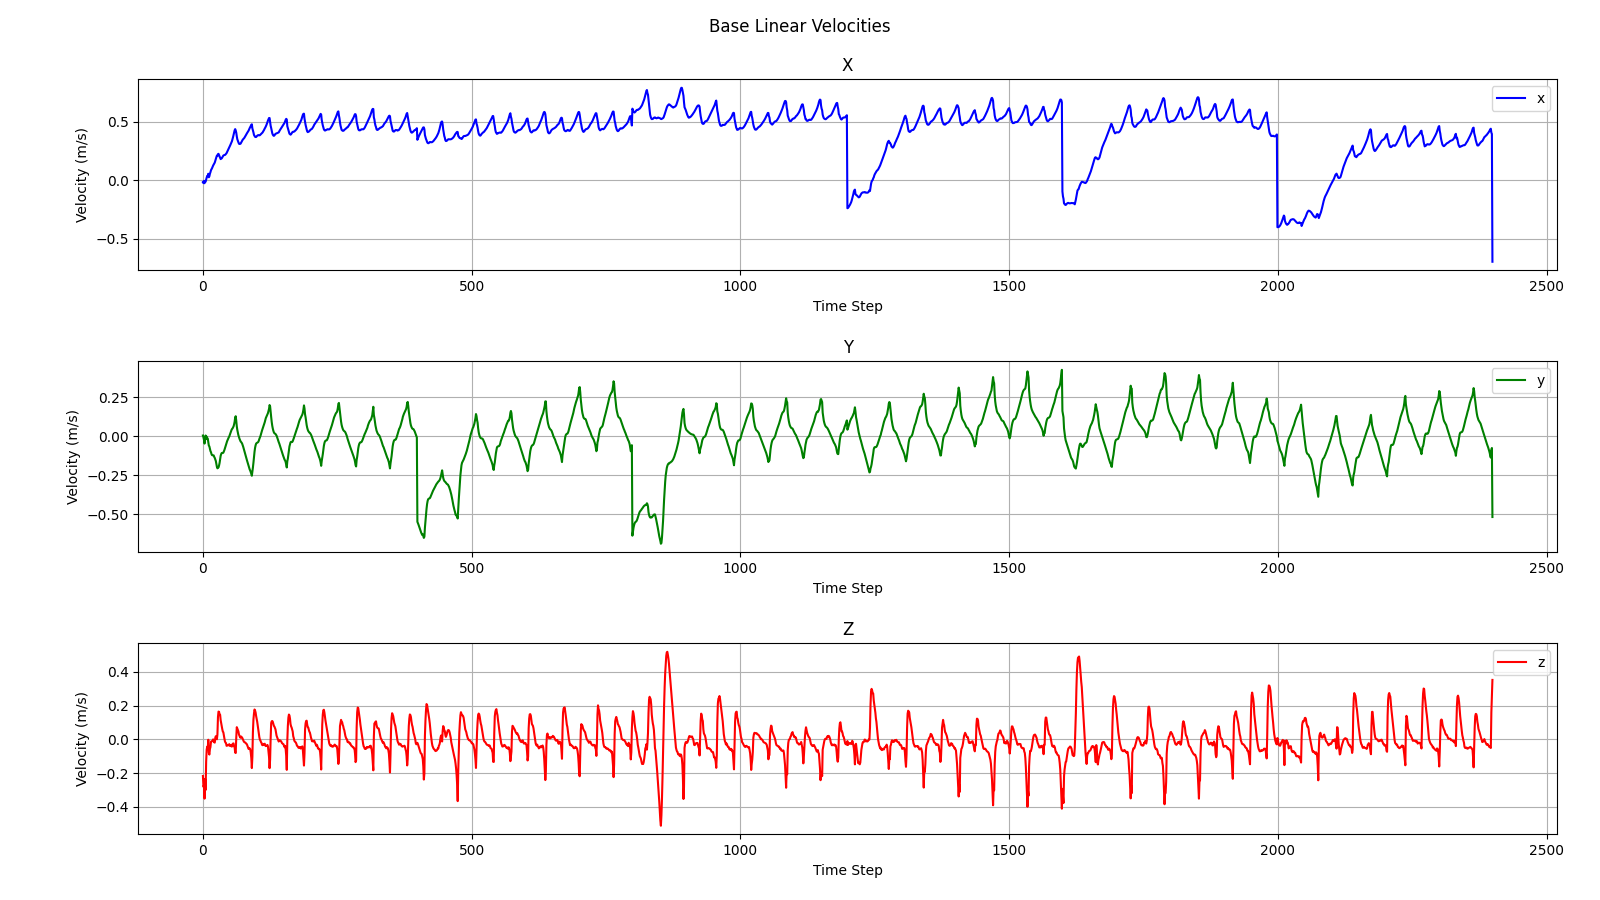 Base Linear Velocities
X
Velocity (m/s)
0.5
0.0
−0.5
x
0 500 1000 1500 2000 2500
Time Step
Y
Velocity (m/s)
0.25
0.00
−0.25
−0.50
y
0 500 1000 1500 2000 2500
Time Step
Z
Velocity (m/s)
0.4
0.2
0.0
−0.2
−0.4
z
0 500 1000 1500 2000 2500
Time Step